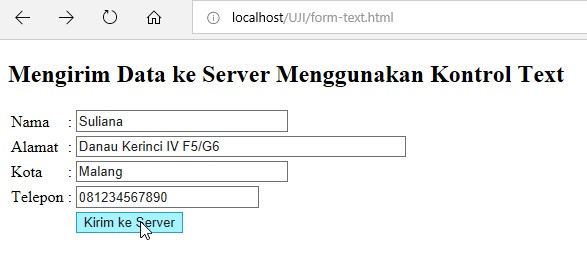 localhost/UJI/form-text.html
Mengirim Data ke Server Menggunakan Kontrol Text
Nama : Suliana
Alamat : Danau Kerinci IV F5/G6
Kota : Malang
Telepon : 081234567890
Kirim ke Server